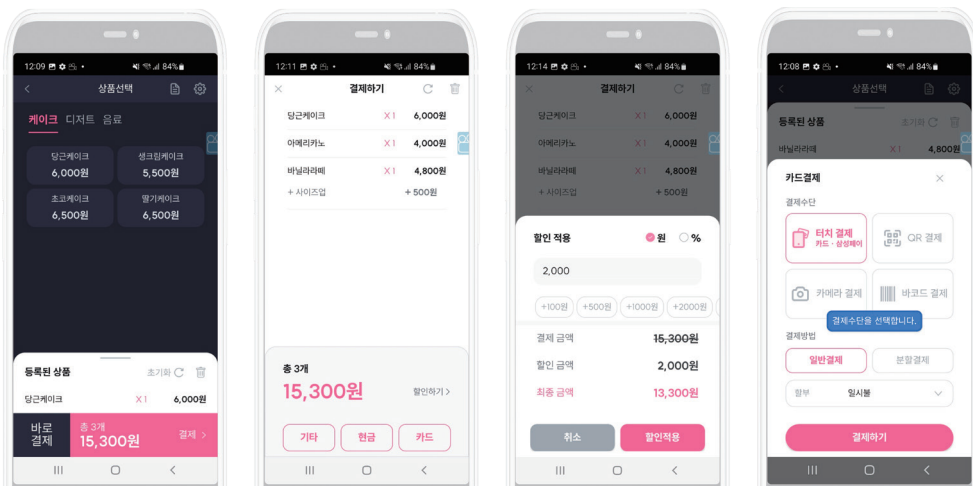 12:09
84%
상품선택
케이크 디저트 음료
당근케이크
6,000원
생크림케이크
5,500원
초코케이크
6,500원
딸기케이크
6,500원
등록된 상품
초기화
당근케이크 X 1 6,000원
바로
결제
총 3개
15,300원
결제 >
12:11
84%
결제하기
당근케이크 X 1 6,000원
아메리카노 X 1 4,000원
바닐라라떼 X 1 4,800원
+ 사이즈업 + 500원
총 3개
15,300원
할인하기 >
기타 현금 카드
12:14
84%
결제하기
당근케이크 X 1 6,000원
아메리카노 X 1 4,000원
바닐라라떼 X 1 4,800원
+ 사이즈업 + 500원
할인 적용 원 %
2,000
+100원 +500원 +1000원 +2000원
결제 금액 15,300원
할인 금액 2,000원
최종 금액 13,300원
취소 할인적용
12:08
84%
상품선택
등록된 상품
초기화
바닐라라떼 X 1 4,800원
카드결제
결제수단
터치 결제
카드 · 삼성페이
QR 결제
카메라 결제
바코드 결제
결제수단을 선택합니다.
결제방법
일반결제 분할결제
할부 일시불
결제하기